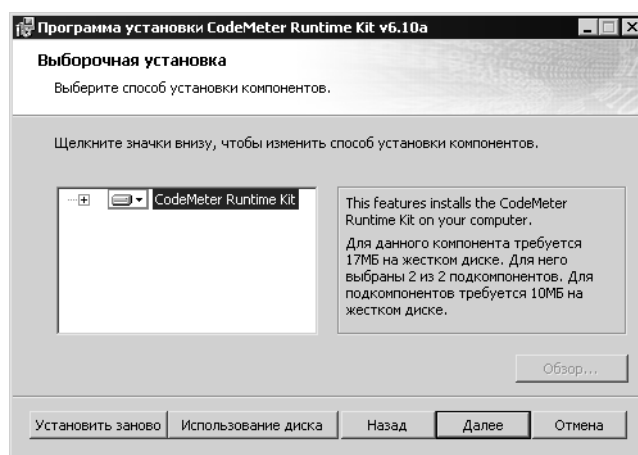 Программа установки CodeMeter Runtime Kit v6.10a
Выборочная установка
Выберите способ установки компонентов.
Щелкните значки внизу, чтобы изменить способ установки компонентов.
CodeMeter Runtime Kit
This features installs the CodeMeter
Runtime Kit on your computer.
Для данного компонента требуется
17МБ на жестком диске. Для него
выбраны 2 из 2 подкомпонентов. Для
подкомпонентов требуется 10МБ на
жестком диске.
Обзор...
Установить заново Использование диска Назад Далее Отмена